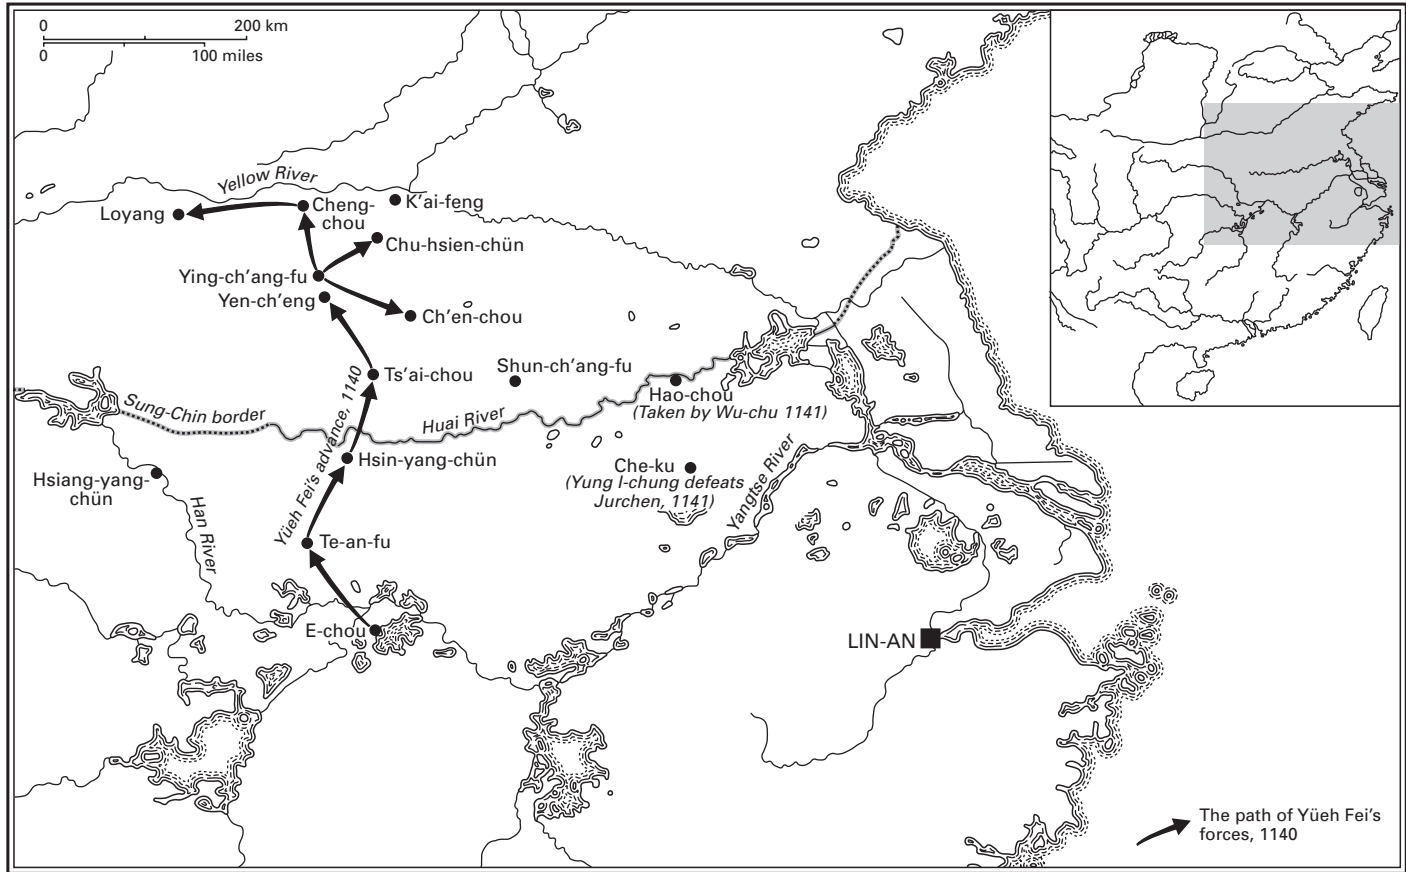 0 200 km
0 100 miles
Yellow River
Loyang
Cheng-
chou
K'ai-feng
Chu-hsien-chün
Ying-ch'ang-fu
Yen-ch'eng
Ch'en-chou
Ts'ai-chou
Shun-ch'ang-fu
Hao-chou
(Taken by Wu-chu 1141)
Sung-Chin border
Huai River
Yüeh Fei's advance, 1140
Hsin-yang-chün
Hsiang-yang-
chün
Han River
Che-ku
(Yung I-chung defeats
Jurchen, 1141)
Yangtse River
Te-an-fu
E-chou
LIN-AN
The path of Yüeh Fei's
forces, 1140